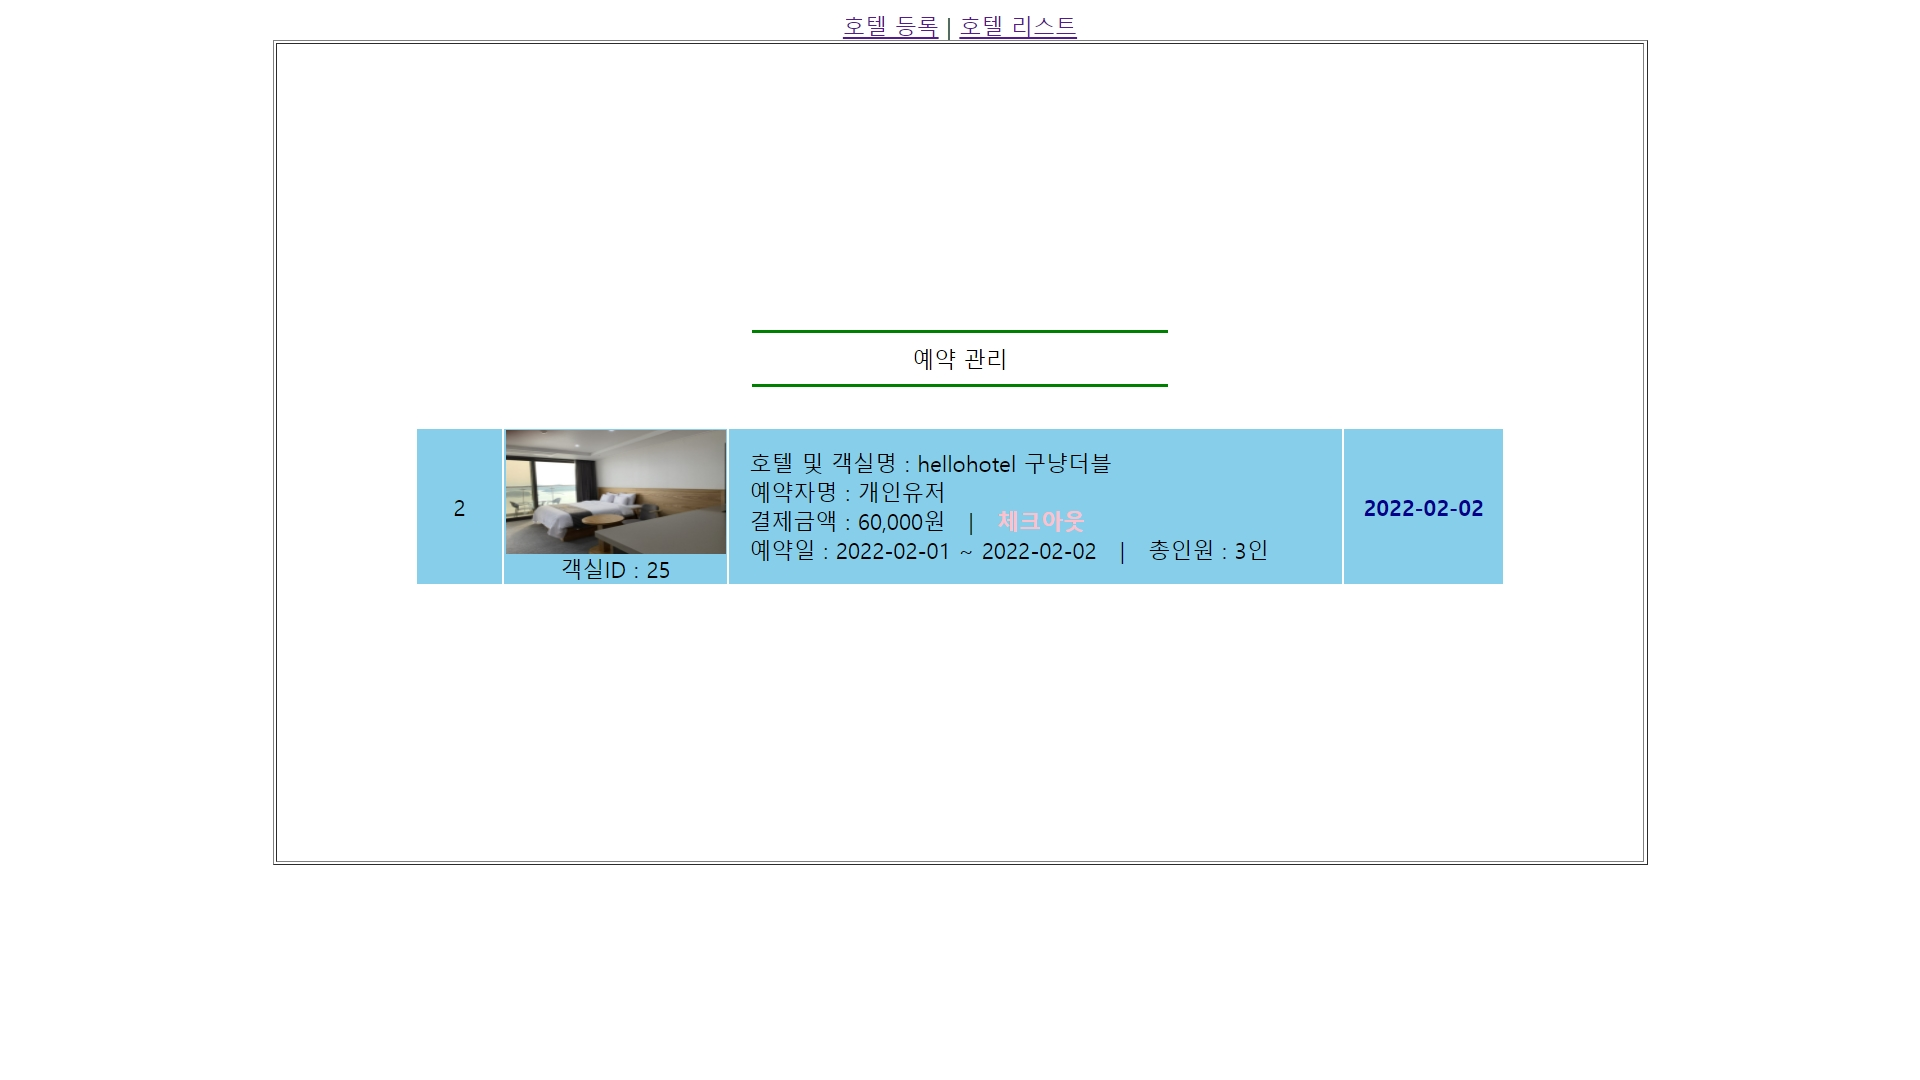 호텔 등록 | 호텔 리스트
예약 관리
2
객실ID : 25
호텔 및 객실명 : hellohotel 구냥더블
예약자명 : 개인유저
결제금액 : 60,000원 | 체크아웃
예약일 : 2022-02-01 ~ 2022-02-02 | 총인원 : 3인
2022-02-02